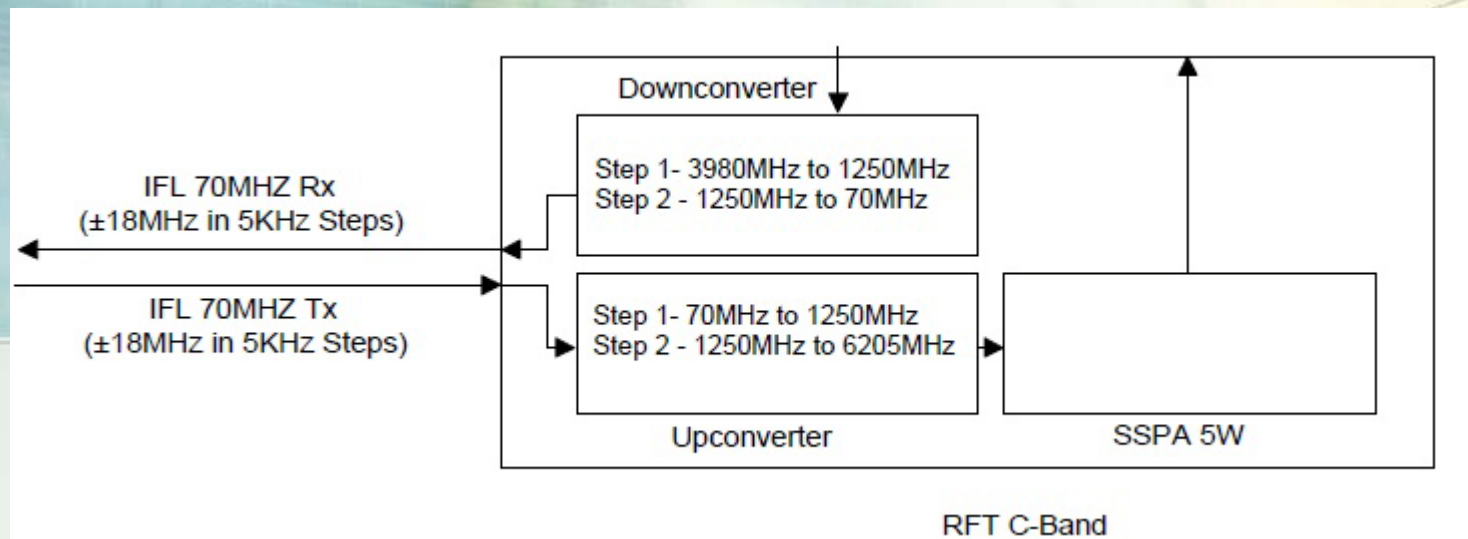 Downconverter
Step 1- 3980MHz to 1250MHz
Step 2 - 1250MHz to 70MHz
IFL 70MHZ Rx
(±18MHz in 5KHz Steps)
IFL 70MHZ Tx
(±18MHz in 5KHz Steps)
Step 1- 70MHz to 1250MHz
Step 2 - 1250MHz to 6205MHz
Upconverter
SSPA 5W
RFT C-Band